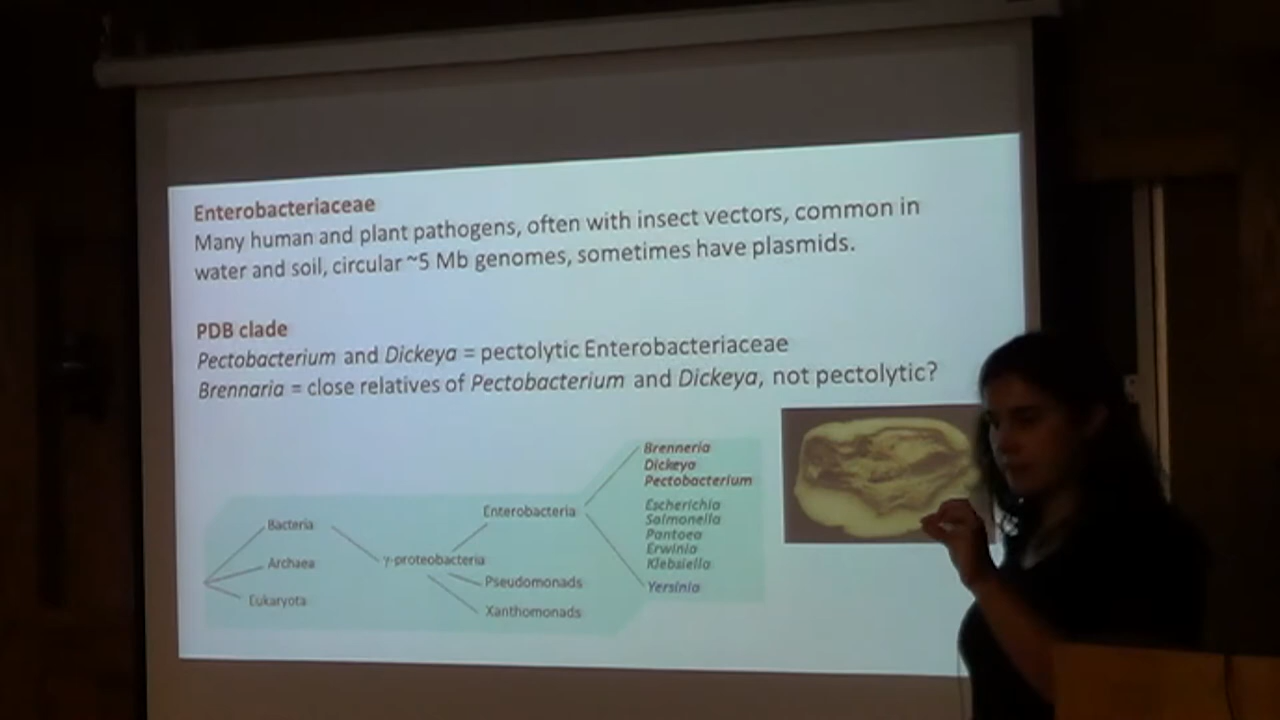 Enterobacteriaceae
Many human and plant pathogens, often with insect vectors, common in
water and soil, circular ~5 Mb genomes, sometimes have plasmids.
PDB clade
Pectobacterium and Dickeya = pectolytic Enterobacteriaceae
Brennaria = close relatives of Pectobacterium and Dickeya, not pectolytic?
Brenneria
Dickeya
Pectobacterium
Escherichia
Salmonella
Pantoea
Erwinia
Klebsiella
Yersinia
Enterobacteria
Bacteria
Archaea
Eukaryota
γ-proteobacteria
Pseudomonads
Xanthomonads